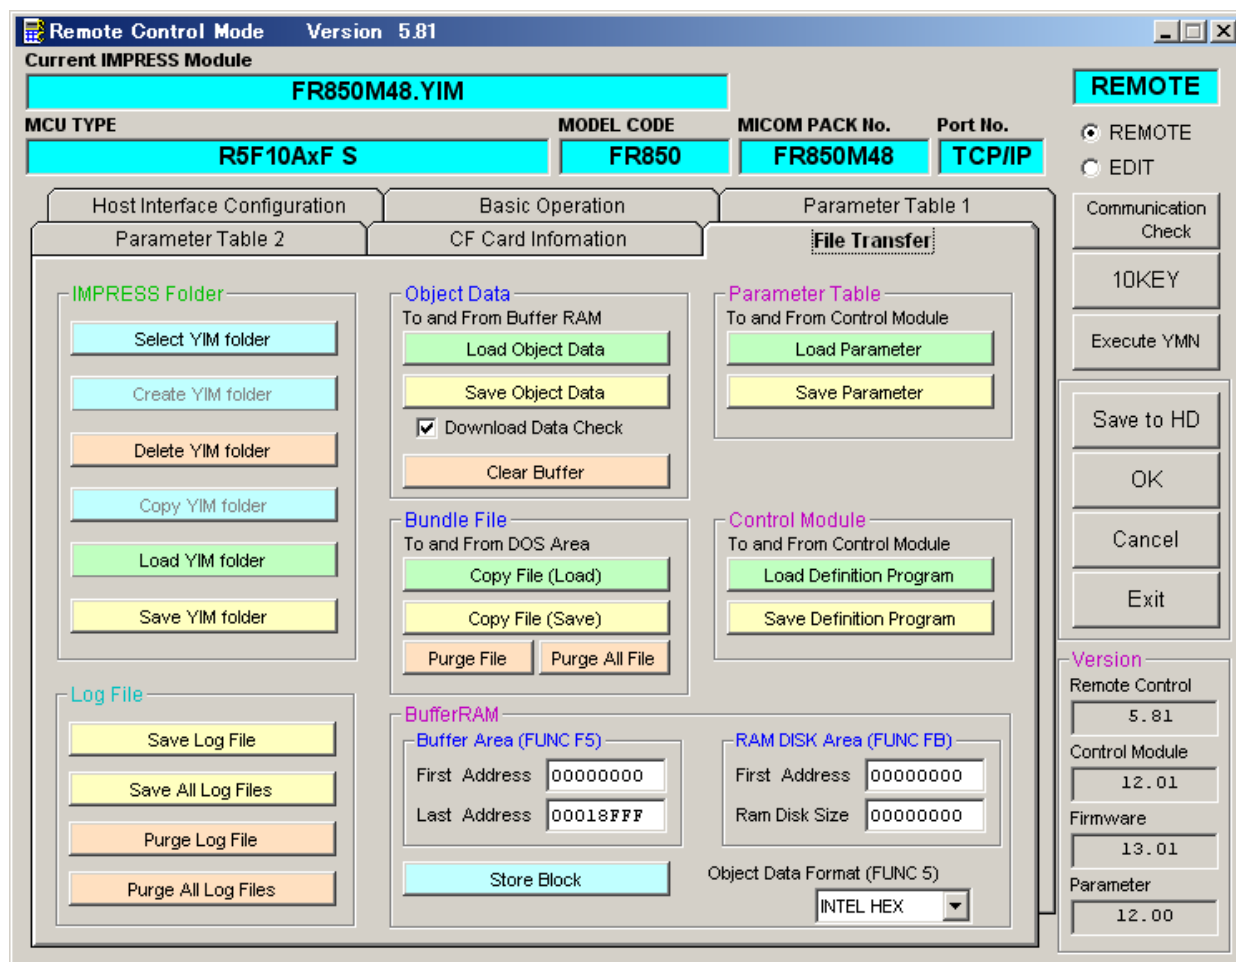 Remote Control Mode Version 5.81
Current IMPRESS Module
FR850M48.YIM
REMOTE
MCU TYPE
MODEL CODE
MICOM PACK No.
Port No.
R5F10AxF S
FR850
FR850M48
TCP/IP
REMOTE
EDIT
Host Interface Configuration
Basic Operation
Parameter Table 1
Parameter Table 2
CF Card Infomation
File Transfer
Communication
Check
10KEY
Execute YMN
Save to HD
OK
Cancel
Exit
IMPRESS Folder
Select YIM folder
Create YIM folder
Delete YIM folder
Copy YIM folder
Load YIM folder
Save YIM folder
Log File
Save Log File
Save All Log Files
Purge Log File
Purge All Log Files
Object Data
To and From Buffer RAM
Load Object Data
Save Object Data
Download Data Check
Clear Buffer
Bundle File
To and From DOS Area
Copy File (Load)
Copy File (Save)
Purge File
Purge All File
Parameter Table
To and From Control Module
Load Parameter
Save Parameter
Control Module
To and From Control Module
Load Definition Program
Save Definition Program
BufferRAM
Buffer Area (FUNC F5)
First Address 00000000
Last Address 00018FFF
RAM DISK Area (FUNC FB)
First Address 00000000
Ram Disk Size 00000000
Store Block
Object Data Format (FUNC 5)
INTEL HEX
Version
Remote Control
5.81
Control Module
12.01
Firmware
13.01
Parameter
12.00